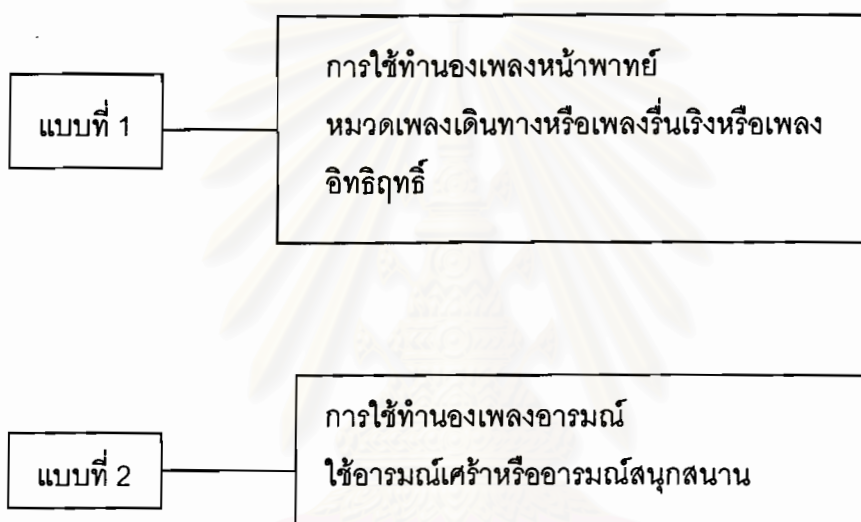 แบบที่ 1
การใช้ทำนองเพลงหน้าพาทย์
หมวดเพลงเดินทางหรือเพลงรื่นเริงหรือเพลง
อิทธิฤทธิ์
แบบที่ 2
การใช้ทำนองเพลงอารมณ์
ใช้อารมณ์เศร้าหรืออารมณ์สนุกสนาน